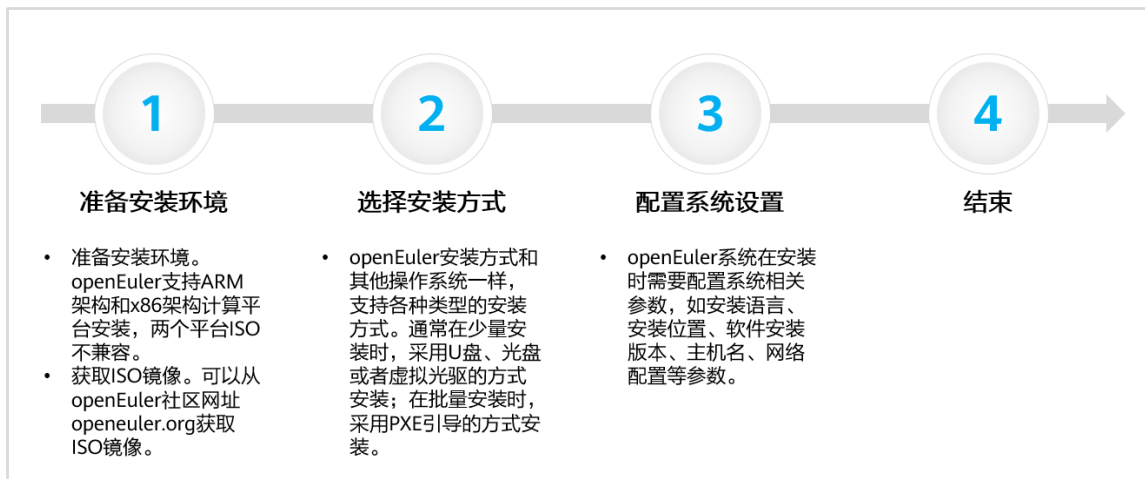 1
2
3
4
准备安装环境
选择安装方式
配置系统设置
结束
• 准备安装环境。
openEuler支持ARM
架构和x86架构计算平
台安装，两个平台ISO
不兼容。
• 获取ISO镜像。可以从
openEuler社区网址
openeuler.org获取
ISO镜像。
• openEuler安装方式和
其他操作系统一样，
支持各种类型的安装
方式。通常在少量安
装时，采用U盘、光盘
或者虚拟光驱的方式
安装；在批量安装时，
采用PXE引导的方式安
装。
• openEuler系统在安装
时需要配置系统相关
参数，如安装语言、
安装位置、软件安装
版本、主机名、网络
配置等参数。